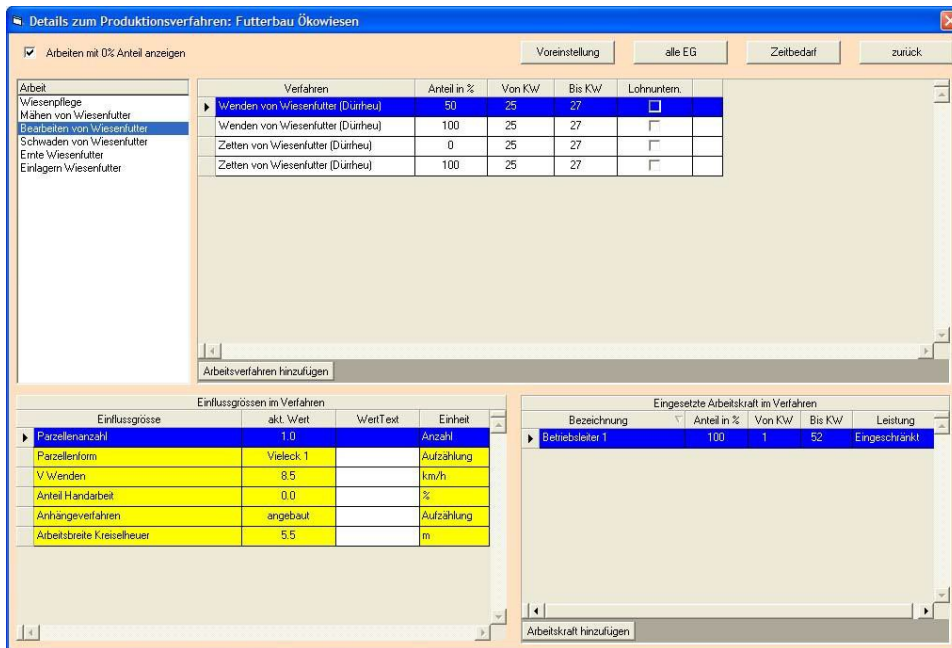 Details zum Produktionsverfahren: Futterbau Ökowiesen
Arbeiten mit 0% Anteil anzeigen
Voreinstellung
alle EG
Zeitbedarf
zurück
Arbeit
Wiesenpflege
Mähen von Wiesenfutter
Bearbeiten von Wiesenfutter
Schwaden von Wiesenfutter
Ernte Wiesenfutter
Einlagern Wiesenfutter
Verfahren Anteil in % Von KW Bis KW Lohnuntern.
Wenden von Wiesenfutter (Dürrheu) 50 25 27
Wenden von Wiesenfutter (Dürrheu) 100 25 27
Zetten von Wiesenfutter (Dürrheu) 0 25 27
Zetten von Wiesenfutter (Dürrheu) 100 25 27
Arbeitsverfahren hinzufügen
Einflussgrössen im Verfahren
Einflussgrösse akt. Wert WertText Einheit
Parzellenanzahl 1.0 Anzahl
Parzellenform Vieleck 1 Aufzählung
V Wenden 8.5 km/h
Anteil Handarbeit 0.0 %
Anhängeverfahren angebaut Aufzählung
Arbeitsbreite Kreiselheuer 5.5 m
Eingesetzte Arbeitskraft im Verfahren
Bezeichnung Anteil in % Von KW Bis KW Leistung
Betriebsleiter 1 100 1 52 Eingeschränkt
Arbeitskraft hinzufügen